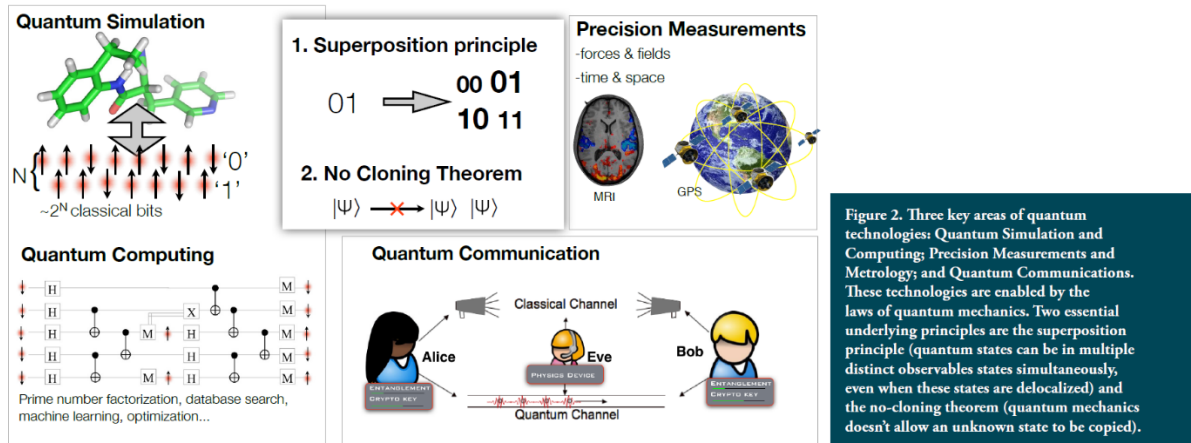 Quantum Simulation
N
'0'
'1'
~2ᴺ classical bits
1. Superposition principle
01
00 01
10 11
2. No Cloning Theorem
|Ψ⟩ |Ψ⟩ |Ψ⟩
Precision Measurements
-forces & fields
-time & space
MRI
GPS
Quantum Computing
H M
H X M
H M H M
H H M
H M H M
Prime number factorization, database search,
machine learning, optimization...
Quantum Communication
Classical Channel
Alice
Eve
Bob
ENTANGLEMENT
CRYPTO KEY
PHYSICS DEVICE
ENTANGLEMENT
CRYPTO KEY
Quantum Channel
Figure 2. Three key areas of quantum
technologies: Quantum Simulation and
Computing; Precision Measurements and
Metrology; and Quantum Communications.
These technologies are enabled by the
laws of quantum mechanics. Two essential
underlying principles are the superposition
principle (quantum states can be in multiple
distinct observables states simultaneously,
even when these states are delocalized) and
the no-cloning theorem (quantum mechanics
doesn't allow an unknown state to be copied).